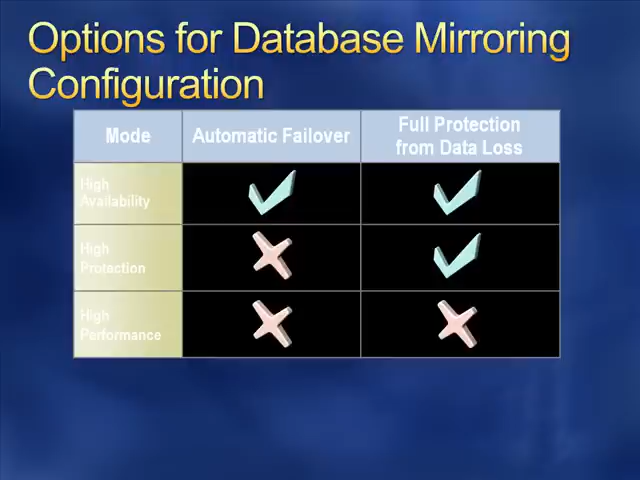 Options for Database Mirroring
Configuration
Mode
Automatic Failover
Full Protection
from Data Loss
High
Availability
High
Protection
High
Performance